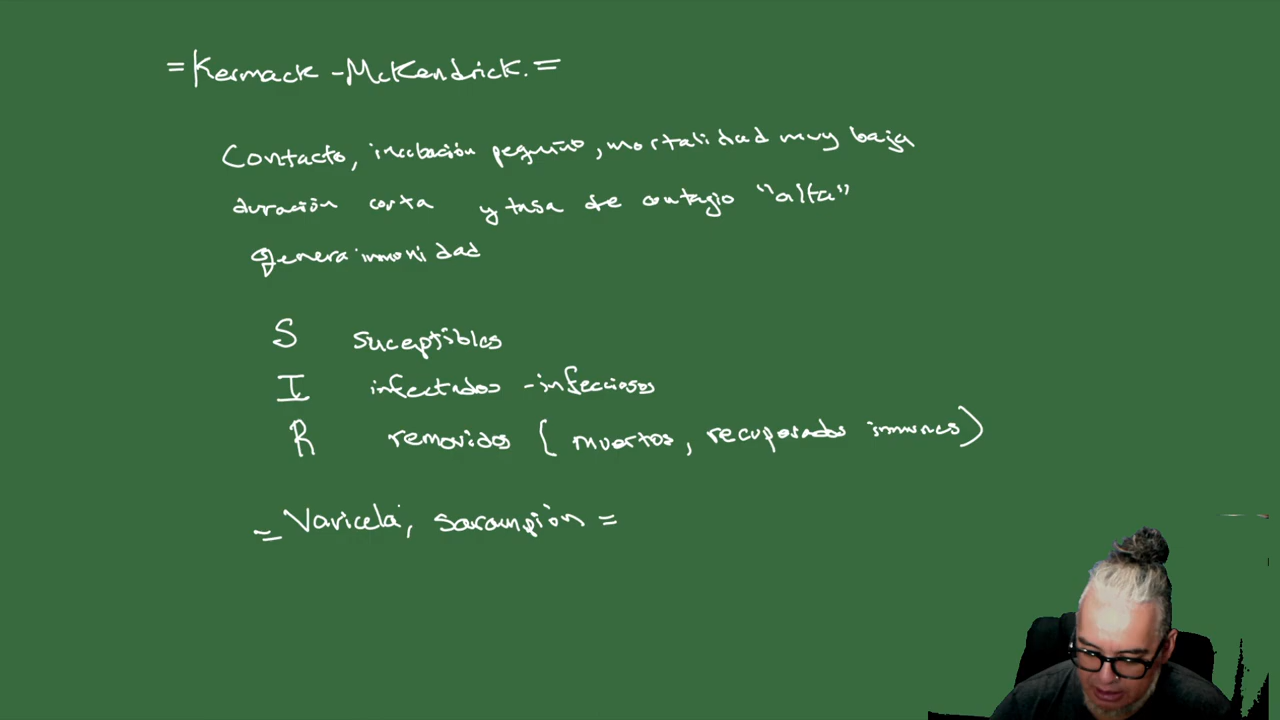 = Kermack - McKendrick. =
Contacto, incubación pequeño, mortalidad muy baja
duración corta y tasa de contagio "alta"
genera inmunidad
S suceptibles
I infectados - infecciosos
R removidos (muertos, recuperados inmunes)
= Varicela, sarampión =